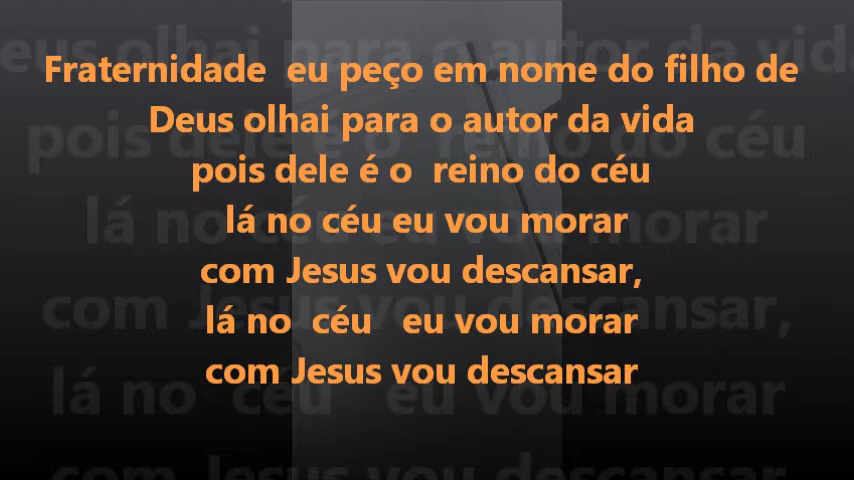 Fraternidade  eu peço em nome do filho de
Deus olhai para o autor da vida
pois dele é o  reino do céu
lá no céu eu vou morar
com Jesus vou descansar,
lá no  céu   eu vou morar
com Jesus vou descansar